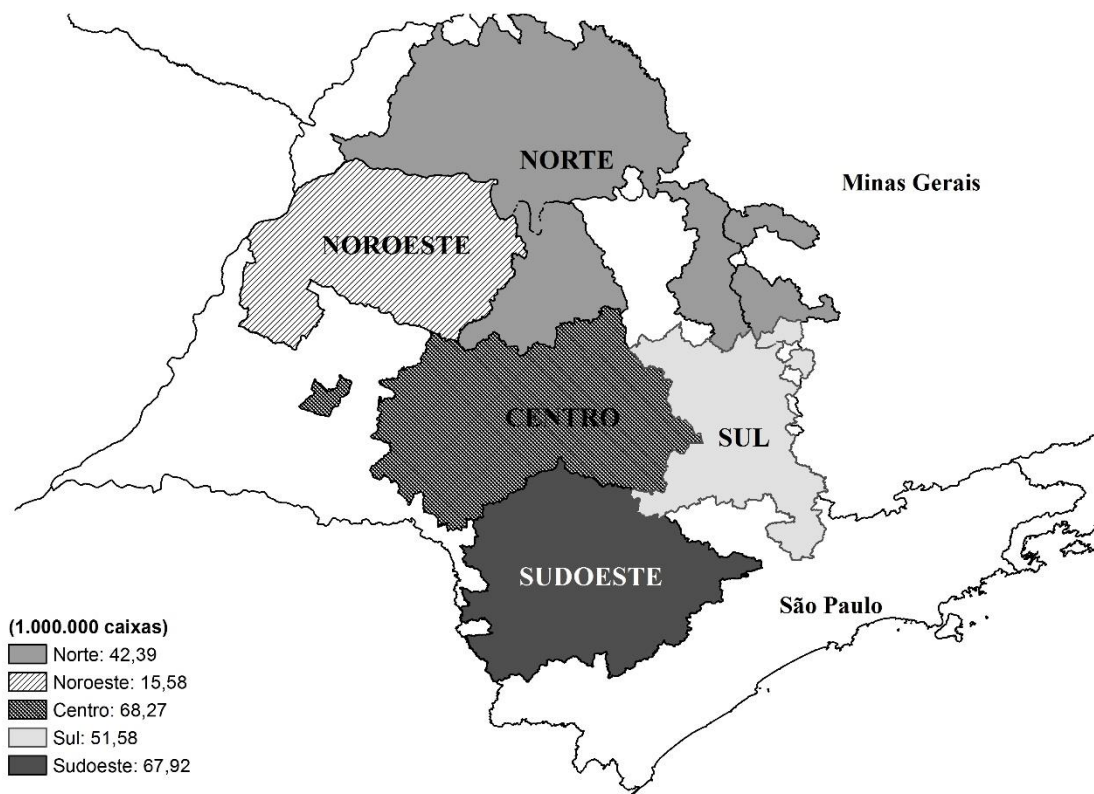 NORTE
Minas Gerais
NOROESTE
CENTRO
SUL
SUDOESTE
São Paulo
(1.000.000 caixas)
Norte: 42,39
Noroeste: 15,58
Centro: 68,27
Sul: 51,58
Sudoeste: 67,92